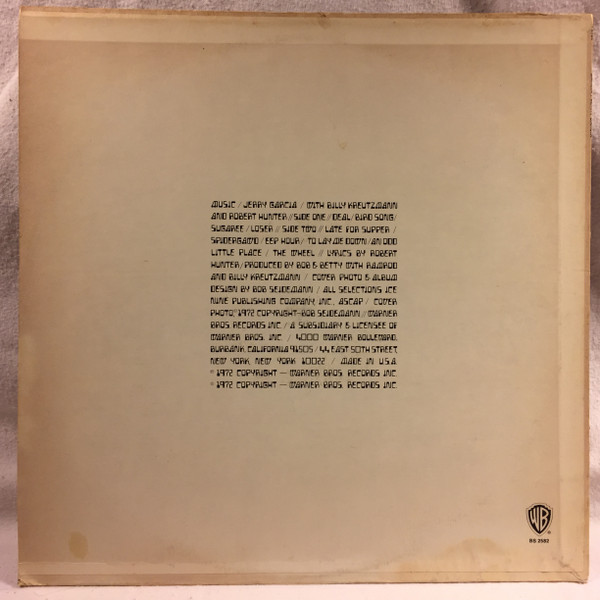 MUSIC / JERRY GARCIA / WITH BILLY KREUTZMANN
AND ROBERT HUNTER // SIDE ONE / DEAL / BIRD SONG /
SUGAREE / LOSER // SIDE TWO // LATE FOR SUPPER /
SPIDERGAWD / EEP HOUR / TO LAY ME DOWN / AN ODD
LITTLE PLACE / THE WHEEL // LYRICS BY ROBERT
HUNTER / PRODUCED BY BOB & BETTY WITH RAMROD
AND BILLY KREUTZMANN / COVER PHOTO & ALBUM
DESIGN BY BOB SEIDEMANN / ALL SELECTIONS ICE
NINE PUBLISHING COMPANY, INC., ASCAP / COVER
PHOTO © 1972 COPYRIGHT—BOB SEIDEMANN / WARNER
BROS. RECORDS INC. / A SUBSIDIARY & LICENSEE OF
WARNER BROS. INC. / 4000 WARNER BOULEVARD,
BURBANK, CALIFORNIA 91505 / 44 EAST 50TH STREET,
NEW YORK, NEW YORK 10022 / MADE IN U.S.A.
℗ 1972 COPYRIGHT — WARNER BROS. RECORDS INC.
© 1972 COPYRIGHT — WARNER BROS. RECORDS INC.
WB
BS 2582